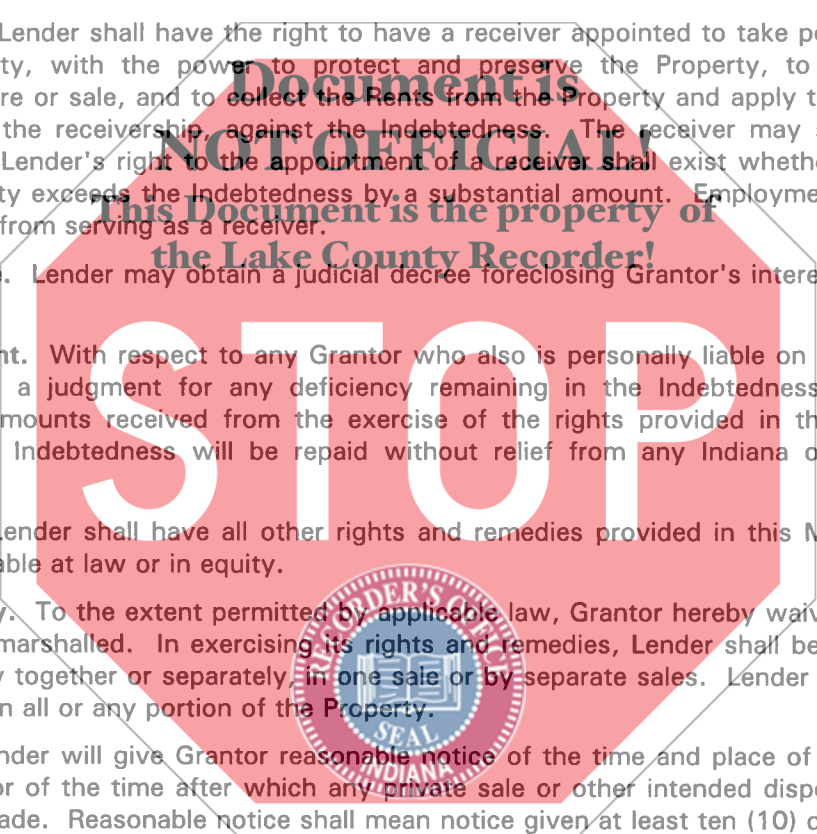 Lender shall have the right to have a receiver appointed to take p
ty, with the power to protect and preserve the Property, to
re or sale, and to collect the Rents from the Property and apply t
the receivership, against the Indebtedness. The receiver may s
Lender's right to the appointment of a receiver shall exist wheth
ty exceeds the Indebtedness by a substantial amount. Employme
from serving as a receiver.
Document is
NOT OFFICIAL!
This Document is the property of
the Lake County Recorder!
e. Lender may obtain a judicial decree foreclosing Grantor's intere
nt. With respect to any Grantor who also is personally liable on
a judgment for any deficiency remaining in the Indebtedness
mounts received from the exercise of the rights provided in th
Indebtedness will be repaid without relief from any Indiana o
STOP
ender shall have all other rights and remedies provided in this M
able at law or in equity.
y. To the extent permitted by applicable law, Grantor hereby waiv
marshalled. In exercising its rights and remedies, Lender shall be
y together or separately, in one sale or by separate sales. Lender
n all or any portion of the Property.
RECORDER'S OFFICE
SEAL
INDIANA
nder will give Grantor reasonable notice of the time and place of
or of the time after which any private sale or other intended disp
ade. Reasonable notice shall mean notice given at least ten (10)